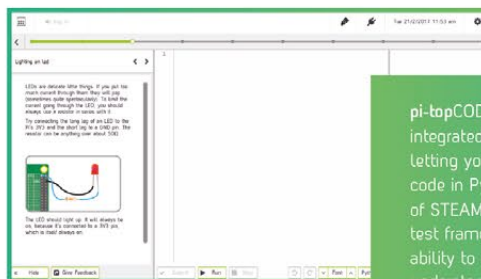 Tue 21/2/2017 11:53 am
Lighting an led
1
LEDs are delicate little things. If you put too
much current through them they will pop
(sometimes quite spectacularly). To limit the
current going through the LED, you should
always use a resistor in series with it.
Try connecting the long leg of an LED to the
Pi's 3V3 and the short leg to a GND pin. The
resistor can be anything over about 50Ω
The LED should light up. It will always be
on, because it's connected to a 3V3 pin,
which is itself always on.
Hide
Give Feedback
Run
Font
pi-topCOD
integrated
letting yo
code in P
of STEAM
test frame
ability to